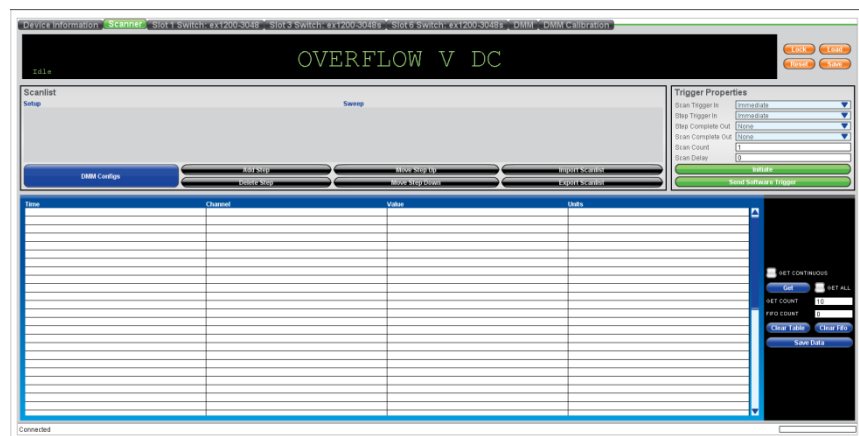 Device Information Scanner Slot 1 Switch: ex1200-3048 Slot 3 Switch: ex1200-3048s Slot 6 Switch: ex1200-3048s DMM DMM Calibration
OVERFLOW V DC
Idle
Lock Load
Reset Save
Scanlist
Setup Sweep
DMM Configs
Add Step Move Step Up Import Scanlist
Delete Step Move Step Down Export Scanlist
Trigger Properties
Scan Trigger In Immediate
Step Trigger In Immediate
Step Complete Out None
Scan Complete Out None
Scan Count 1
Scan Delay 0
Initiate
Send Software Trigger
Time Channel Value Units
GET CONTINUOUS
Get GET ALL
GET COUNT 10
FIFO COUNT 0
Clear Table Clear Fifo
Save Data
Connected